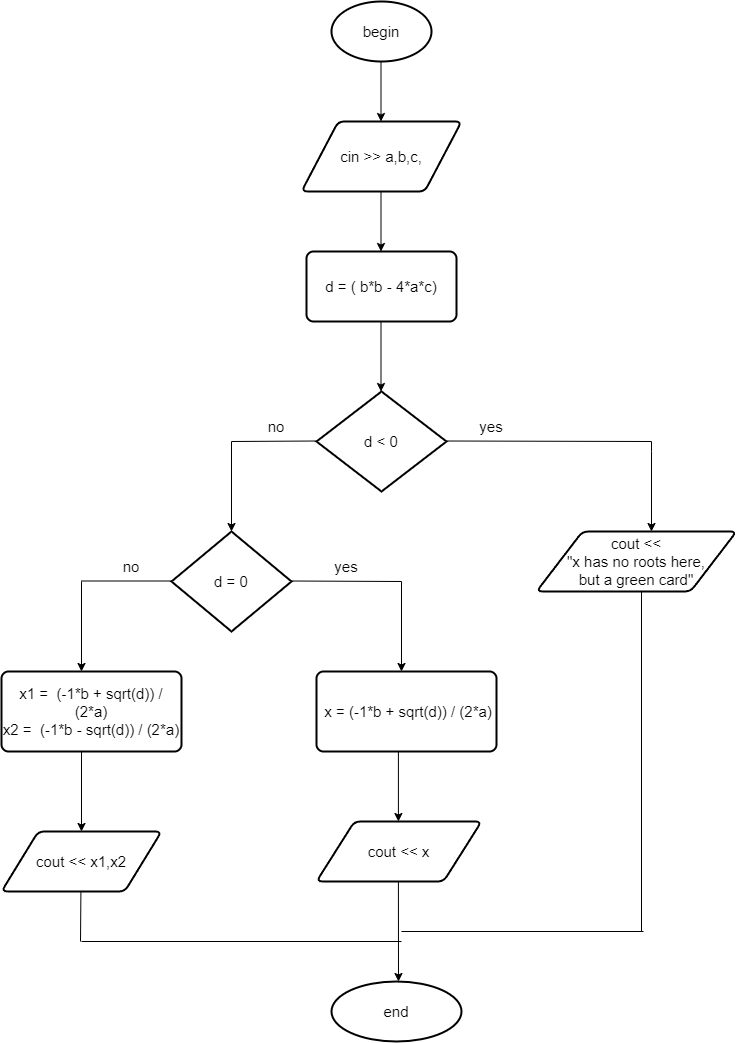 begin
cin >> a,b,c,
d = ( b*b - 4*a*c)
no
yes
d < 0
cout <<
"x has no roots here,
but a green card"
no
yes
d = 0
x1 =  (-1*b + sqrt(d)) /
(2*a)
x2 =  (-1*b - sqrt(d)) / (2*a)
x = (-1*b + sqrt(d)) / (2*a)
cout << x1,x2
cout << x
end